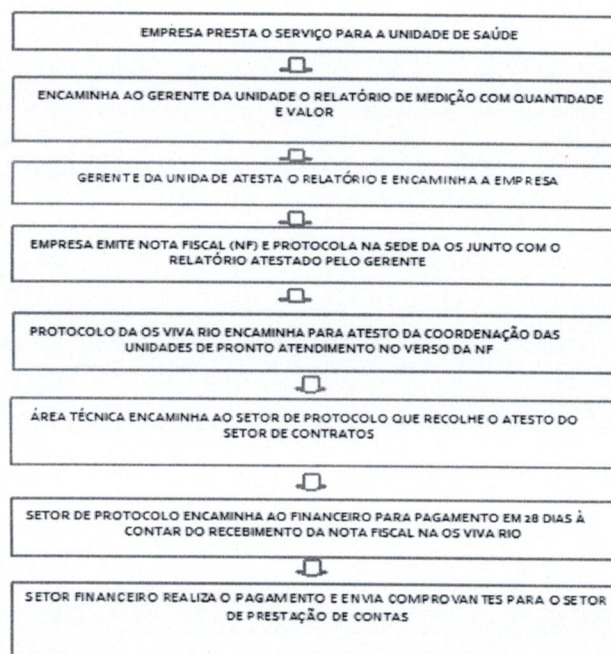 EMPRESA PRESTA O SERVIÇO PARA A UNIDADE DE SAÚDE
ENCAMINHA AO GERENTE DA UNIDADE O RELATÓRIO DE MEDIÇÃO COM QUANTIDADE
E VALOR
GERENTE DA UNIDADE ATESTA O RELATÓRIO E ENCAMINHA A EMPRESA
EMPRESA EMITE NOTA FISCAL (NF) E PROTOCOLA NA SEDE DA OS JUNTO COM O
RELATÓRIO ATESTADO PELO GERENTE
PROTOCOLO DA OS VIVA RIO ENCAMINHA PARA ATESTO DA COORDENAÇÃO DAS
UNIDADES DE PRONTO ATENDIMENTO NO VERSO DA NF
ÁREA TÉCNICA ENCAMINHA AO SETOR DE PROTOCOLO QUE RECOLHE O ATESTO DO
SETOR DE CONTRATOS
SETOR DE PROTOCOLO ENCAMINHA AO FINANCEIRO PARA PAGAMENTO EM 28 DIAS À
CONTAR DO RECEBIMENTO DA NOTA FISCAL NA OS VIVA RIO
SETOR FINANCEIRO REALIZA O PAGAMENTO E ENVIA COMPROVANTES PARA O SETOR
DE PRESTAÇÃO DE CONTAS